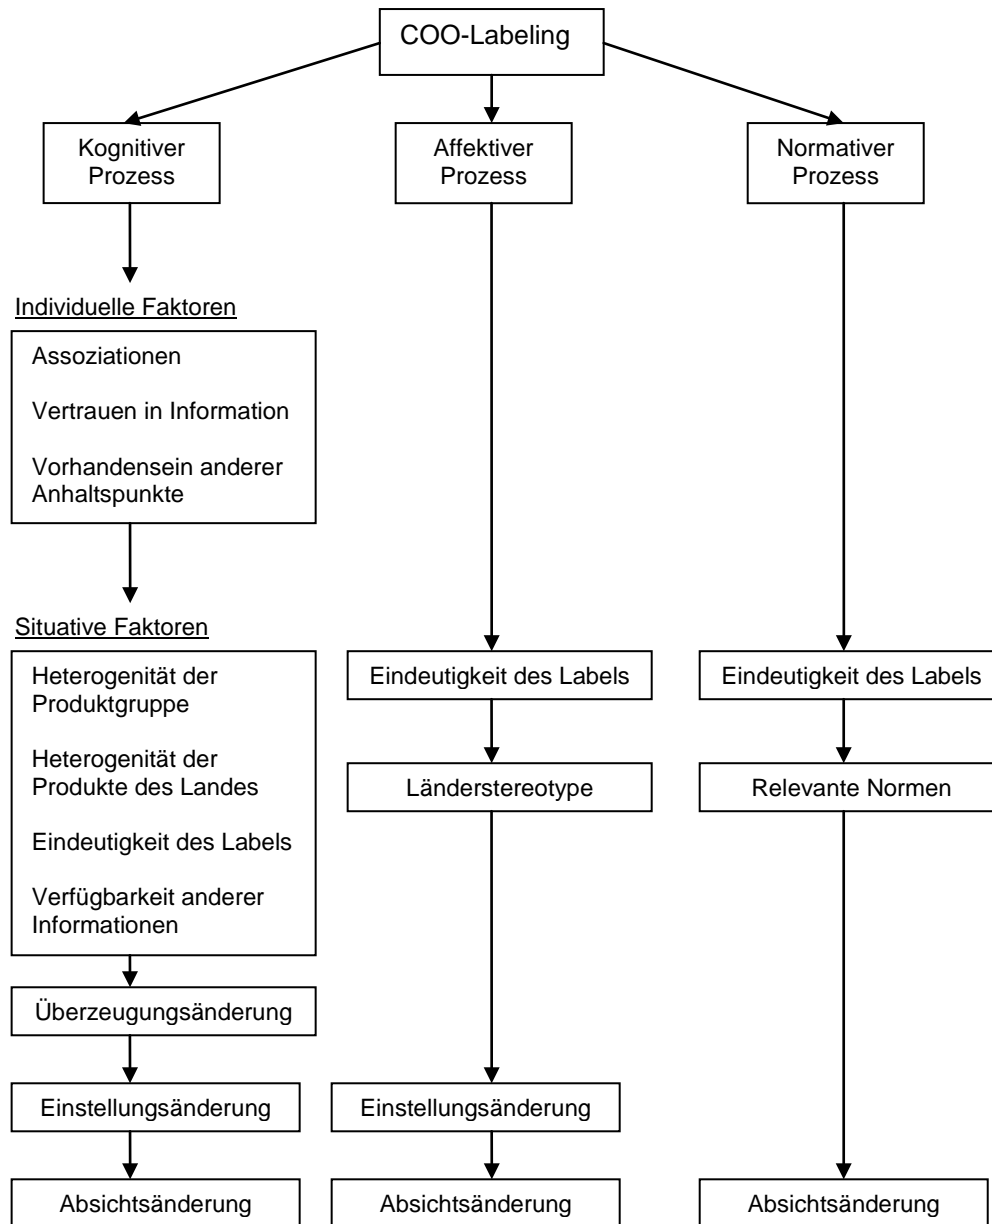 COO-Labeling
Kognitiver
Prozess
Affektiver
Prozess
Normativer
Prozess
Individuelle Faktoren
Assoziationen
Vertrauen in Information
Vorhandensein anderer
Anhaltspunkte
Situative Faktoren
Heterogenität der
Produktgruppe
Heterogenität der
Produkte des Landes
Eindeutigkeit des Labels
Verfügbarkeit anderer
Informationen
Überzeugungsänderung
Einstellungsänderung
Absichtsänderung
Eindeutigkeit des Labels
Länderstereotype
Einstellungsänderung
Absichtsänderung
Eindeutigkeit des Labels
Relevante Normen
Absichtsänderung